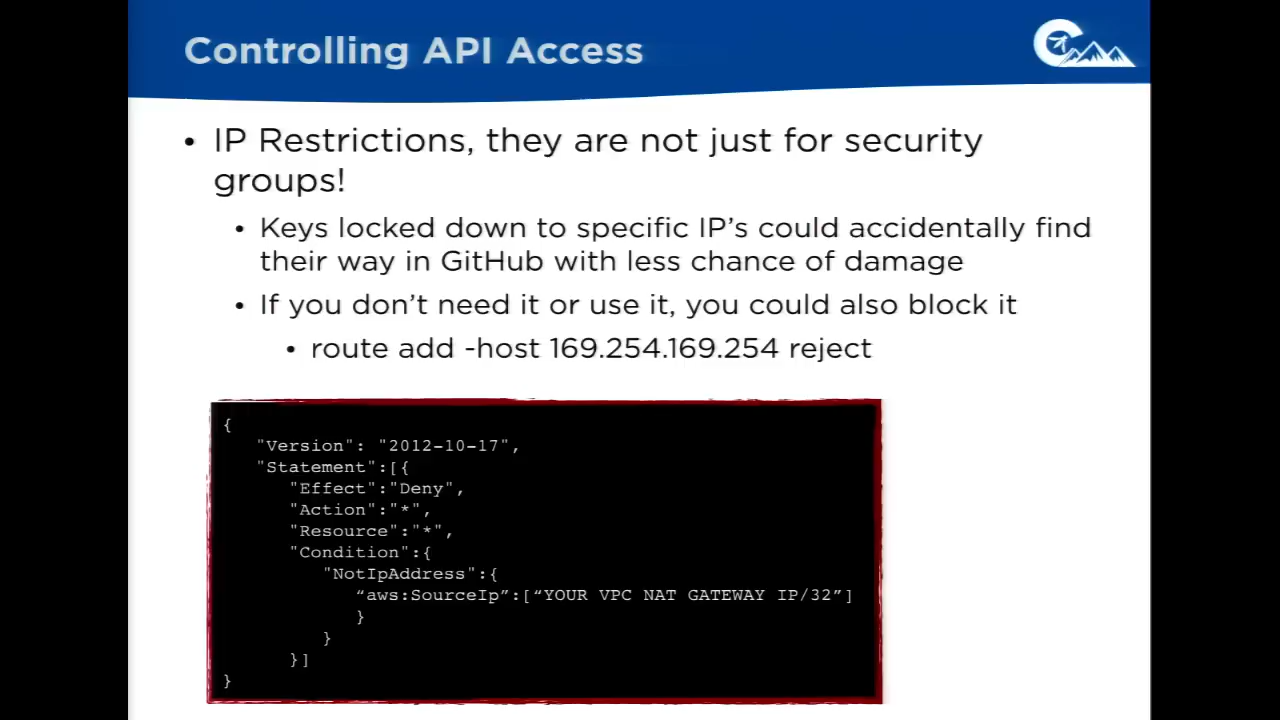 Controlling API Access
• IP Restrictions, they are not just for security
groups!
• Keys locked down to specific IP's could accidentally find
their way in GitHub with less chance of damage
• If you don't need it or use it, you could also block it
• route add -host 169.254.169.254 reject
{
"Version": "2012-10-17",
"Statement":[{
"Effect":"Deny",
"Action":"*",
"Resource":"*",
"Condition":{
"NotIpAddress":{
“aws:SourceIp”:[“YOUR VPC NAT GATEWAY IP/32”]
}
}
}]
}